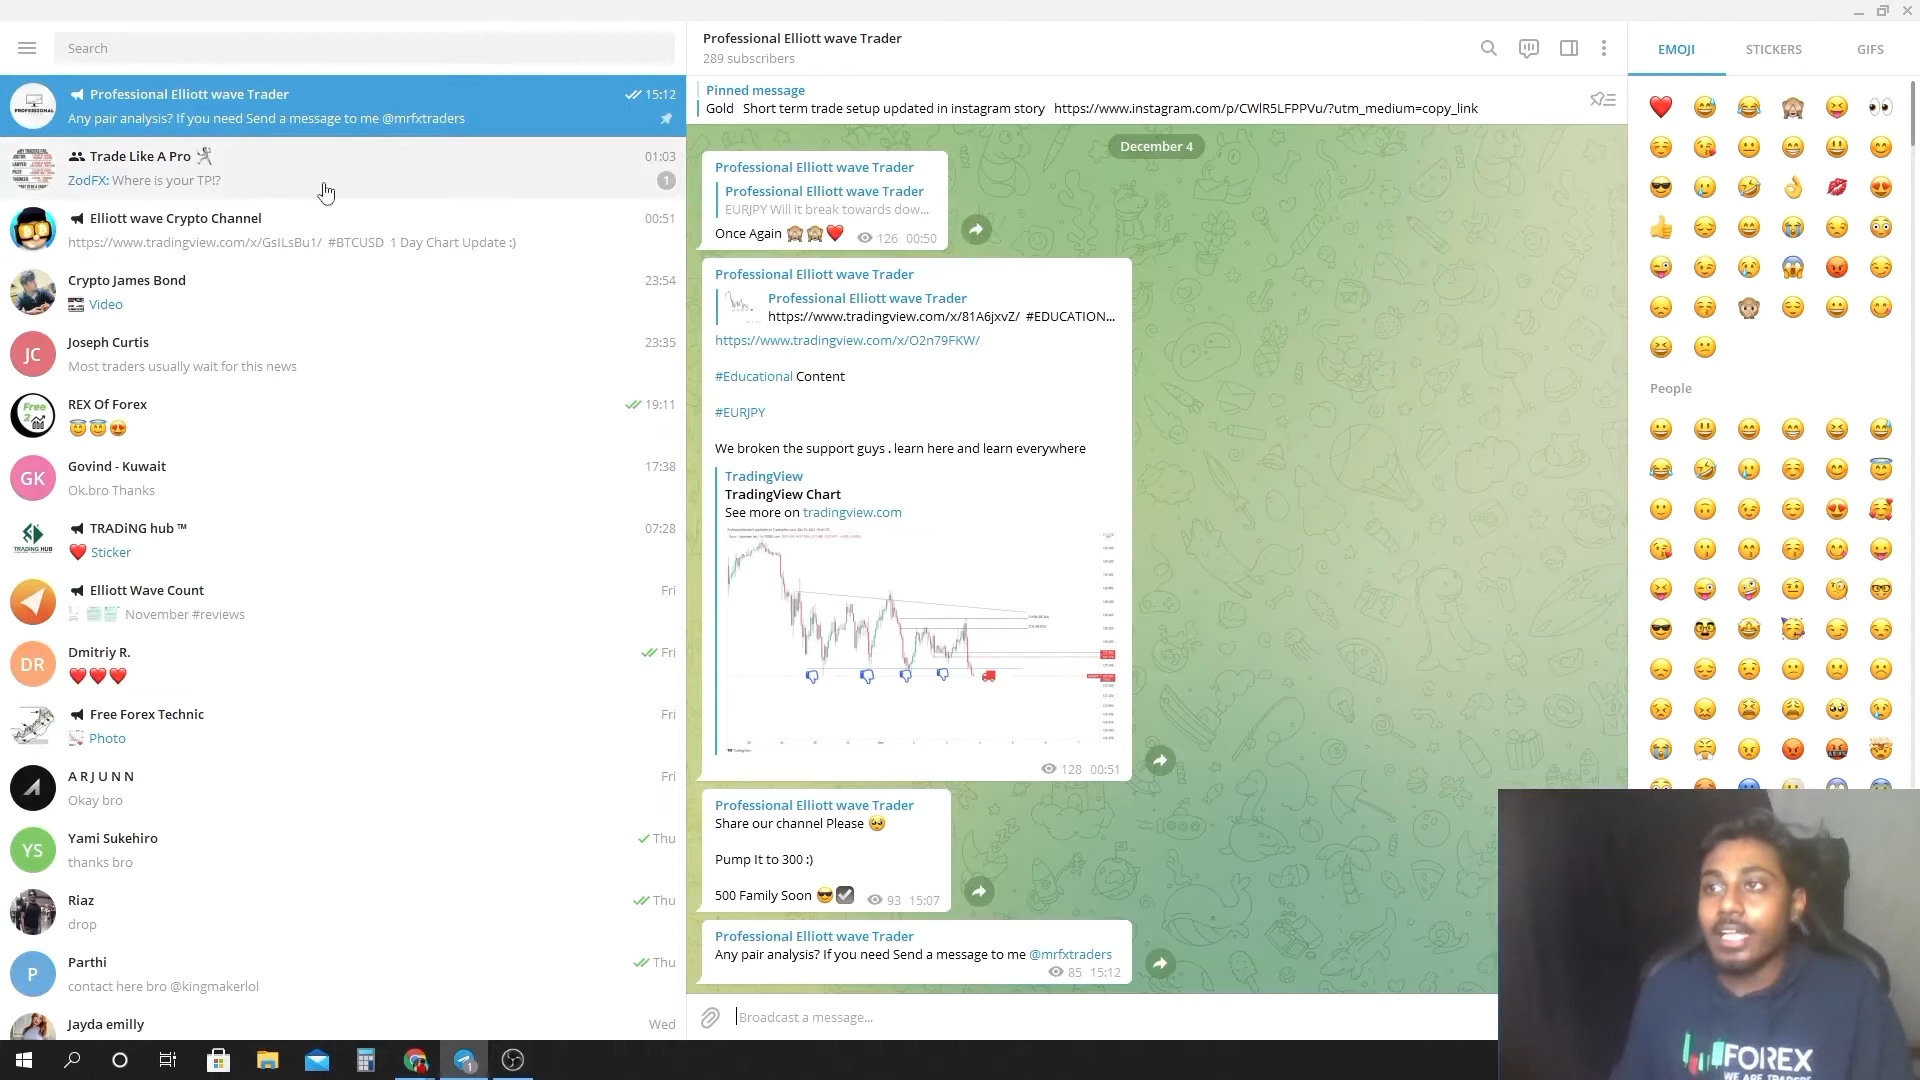 Search
Professional Elliott wave Trader
15:12
Any pair analysis? If you need Send a message to me @mrfxtraders
Trade Like A Pro
01:03
ZodFX: Where is your TP!?
1
Elliott wave Crypto Channel
00:51
https://www.tradingview.com/x/GsILsBu1/ #BTCUSD 1 Day Chart Update :)
Crypto James Bond
23:54
Video
JC
Joseph Curtis
23:35
Most traders usually wait for this news
REX Of Forex
19:11
GK
Govind - Kuwait
17:38
Ok.bro Thanks
TRADiNG hub ™
07:28
Sticker
Elliott Wave Count
Fri
November #reviews
DR
Dmitriy R.
Fri
Free Forex Technic
Fri
Photo
A R J U N N
Fri
Okay bro
YS
Yami Sukehiro
Thu
thanks bro
Riaz
Thu
drop
P
Parthi
Thu
contact here bro @kingmakerlol
Jayda emilly
Wed
Professional Elliott wave Trader
289 subscribers
Pinned message
Gold Short term trade setup updated in instagram story https://www.instagram.com/p/CWlR5LFPPVu/?utm_medium=copy_link
December 4
Professional Elliott wave Trader
Professional Elliott wave Trader
EURJPY Will it break towards dow...
Once Again
126 00:50
Professional Elliott wave Trader
Professional Elliott wave Trader
https://www.tradingview.com/x/81A6jxvZ/ #EDUCATION...
https://www.tradingview.com/x/O2n79FKW/
#Educational Content
#EURJPY
We broken the support guys . learn here and learn everywhere
TradingView
TradingView Chart
See more on tradingview.com
128 00:51
Professional Elliott wave Trader
Share our channel Please
Pump It to 300 :)
500 Family Soon
93 15:07
Professional Elliott wave Trader
Any pair analysis? If you need Send a message to me @mrfxtraders
85 15:12
Broadcast a message...
EMOJI
STICKERS
GIFS
People
FOREX
WE ARE TRADERS